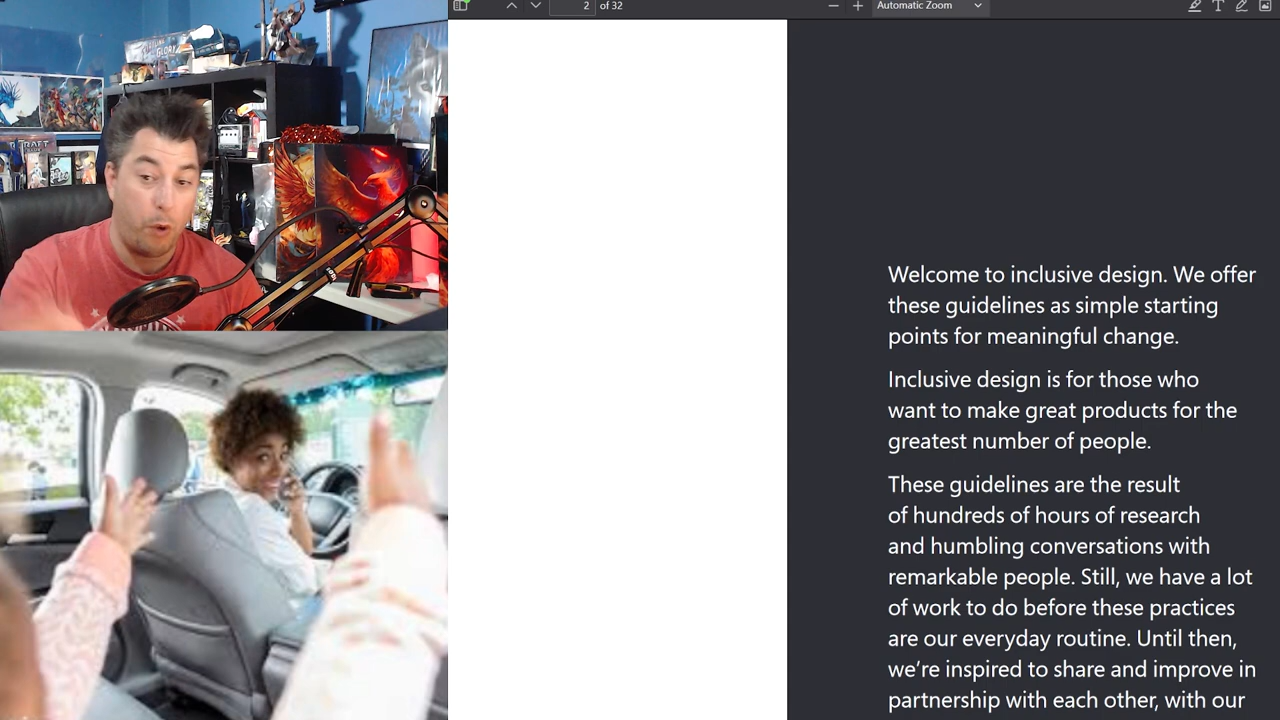 2
of 32
Automatic Zoom
GLORY
RAFT
Welcome to inclusive design. We offer
these guidelines as simple starting
points for meaningful change.
Inclusive design is for those who
want to make great products for the
greatest number of people.
These guidelines are the result
of hundreds of hours of research
and humbling conversations with
remarkable people. Still, we have a lot
of work to do before these practices
are our everyday routine. Until then,
we're inspired to share and improve in
partnership with each other, with our